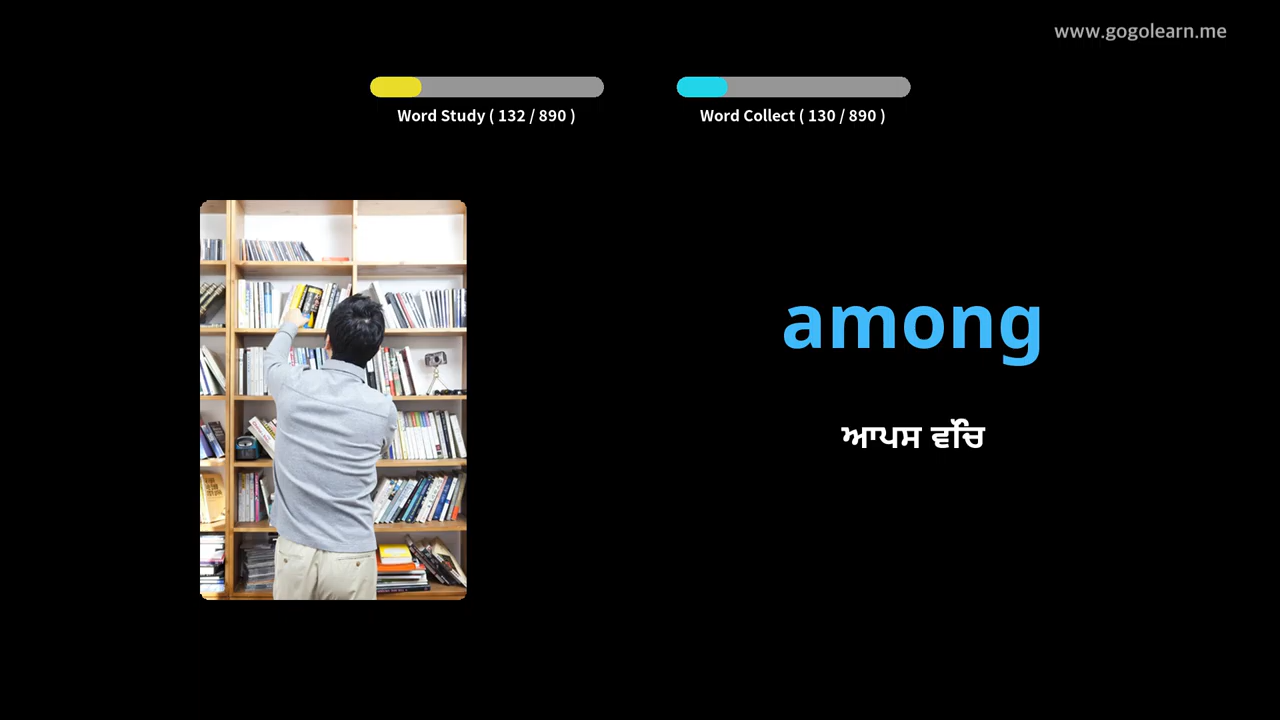 www.gogolearn.me
Word Study ( 132 / 890 )
Word Collect ( 130 / 890 )
among
ਆਪਸ ਵਿੱਚ